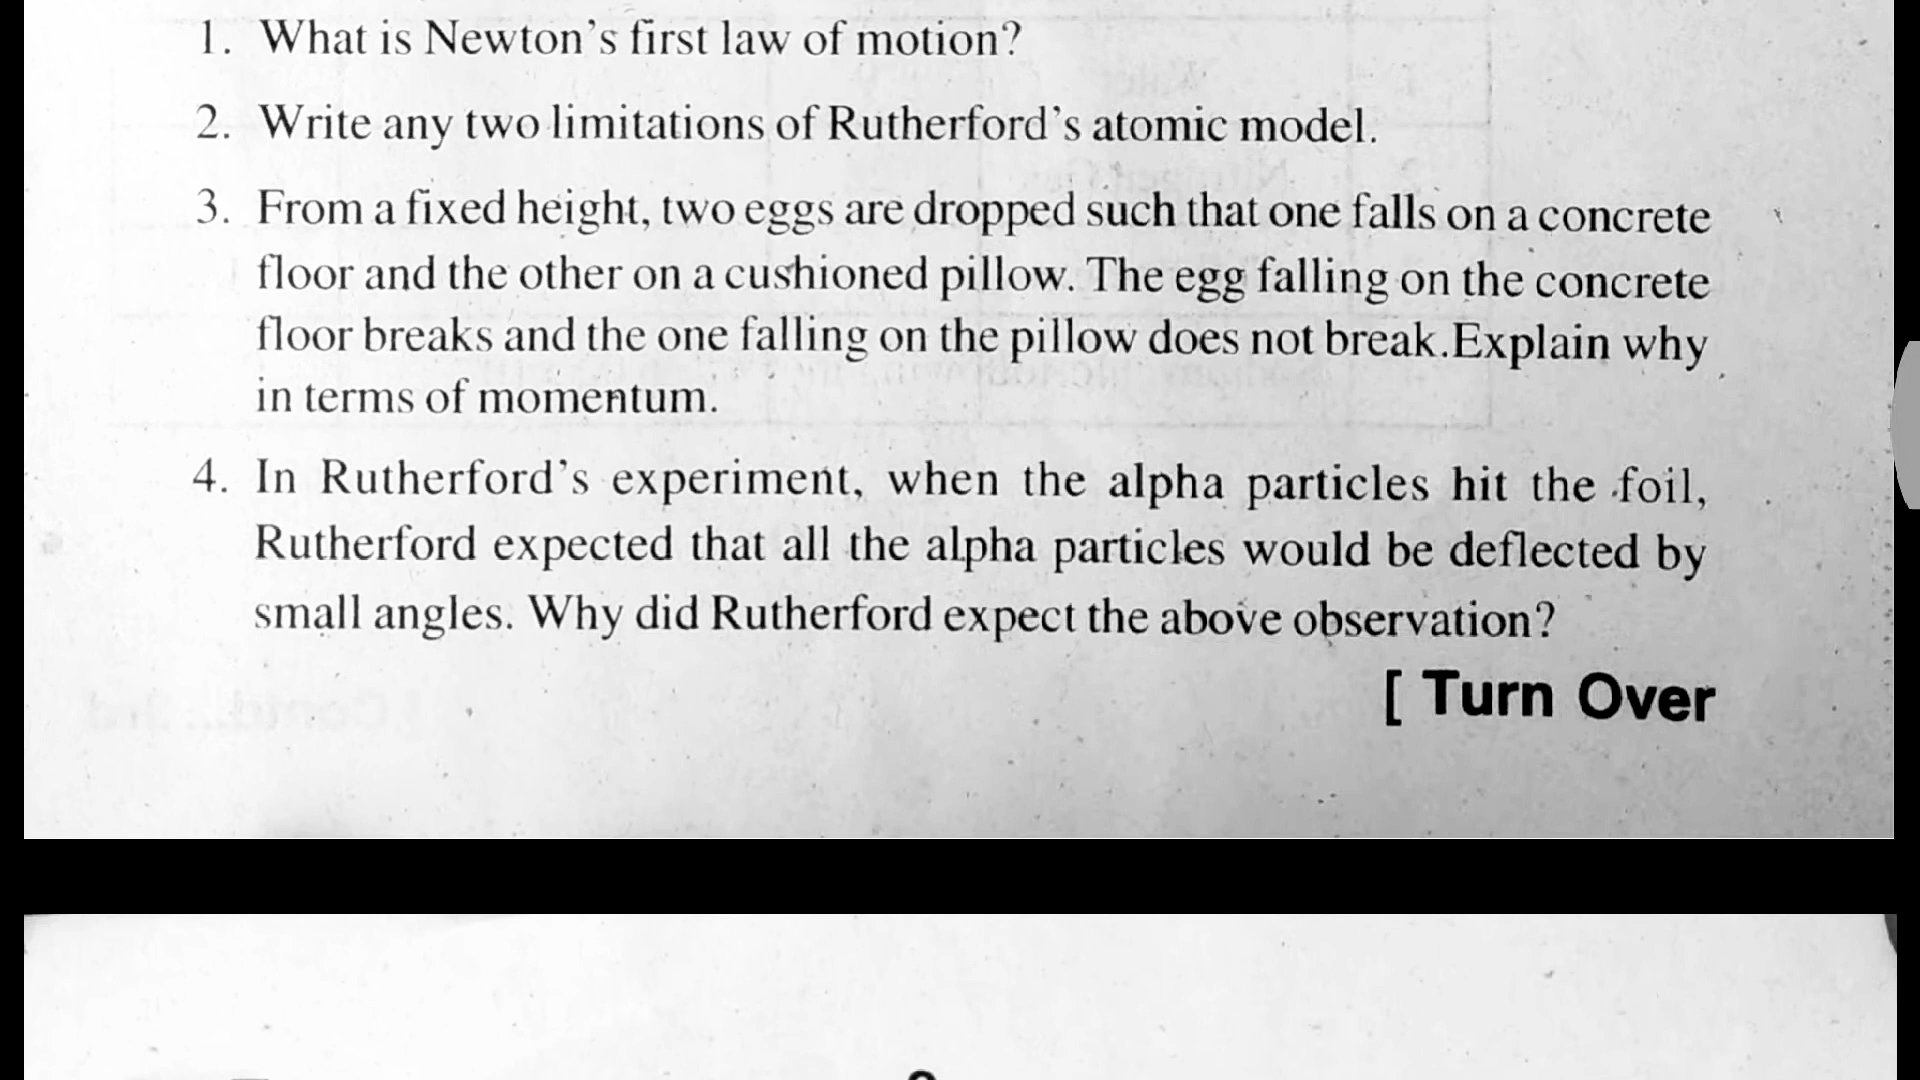 1. What is Newton's first law of motion?
2. Write any two limitations of Rutherford's atomic model.
3. From a fixed height, two eggs are dropped such that one falls on a concrete
floor and the other on a cushioned pillow. The egg falling on the concrete
floor breaks and the one falling on the pillow does not break.Explain why
in terms of momentum.
4. In Rutherford's experiment, when the alpha particles hit the foil,
Rutherford expected that all the alpha particles would be deflected by
small angles. Why did Rutherford expect the above observation?
[ Turn Over